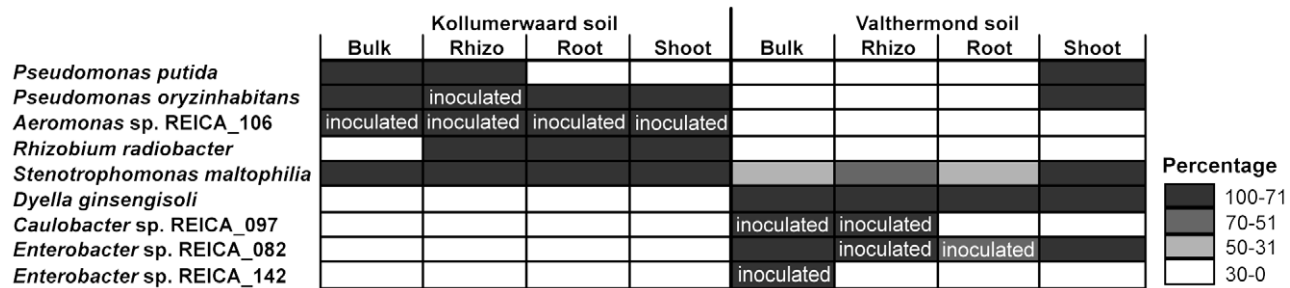 Kollumerwaard soil Valthermond soil
Bulk Rhizo Root Shoot Bulk Rhizo Root Shoot
Pseudomonas putida
Pseudomonas oryzinhabitans inoculated
Aeromonas sp. REICA_106 inoculated inoculated inoculated inoculated
Rhizobium radiobacter
Stenotrophomonas maltophilia
Dyella ginsengisoli
Caulobacter sp. REICA_097 inoculated inoculated
Enterobacter sp. REICA_082 inoculated inoculated
Enterobacter sp. REICA_142 inoculated
Percentage
100-71
70-51
50-31
30-0